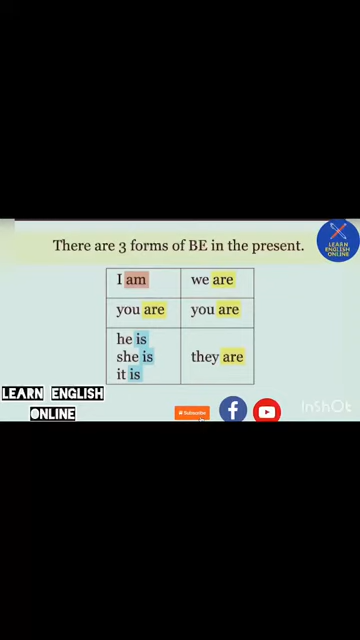 There are 3 forms of BE in the present.
LEARN
ENGLISH
ONLINE
I am
we are
you are
you are
he is
she is
it is
they are
LEARN ENGLISH
ONLINE
Subscribe
InShOt